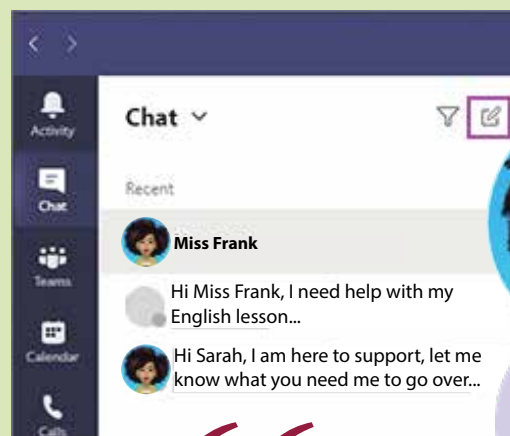 Activity
Chat
Recent
Chat
Miss Frank
Teams
Hi Miss Frank, I need help with my
English lesson...
Calendar
Hi Sarah, I am here to support, let me
know what you need me to go over...
Calls